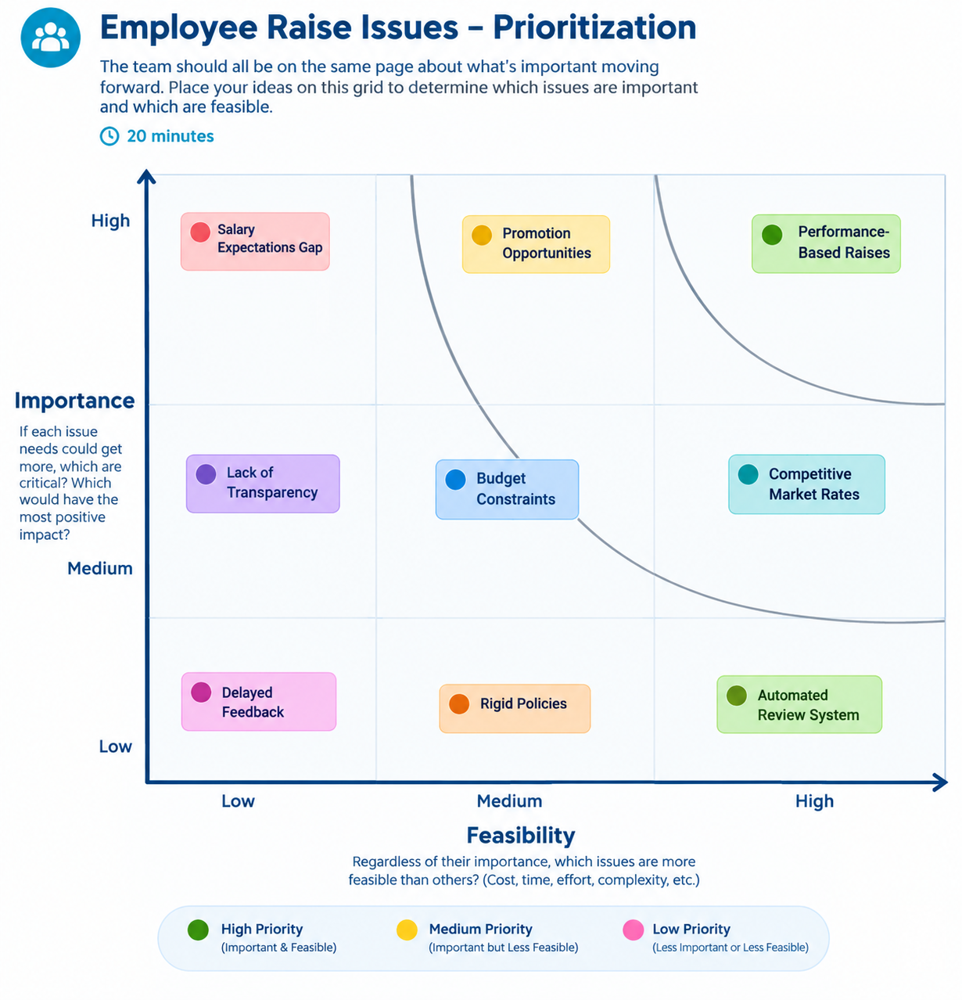 Employee Raise Issues – Prioritization
The team should all be on the same page about what's important moving
forward. Place your ideas on this grid to determine which issues are important
and which are feasible.
20 minutes
High
Salary
Expectations Gap
Promotion
Opportunities
Performance-
Based Raises
Importance
If each issue
needs could get
more, which are
critical? Which
would have the
most positive
impact?
Lack of
Transparency
Budget
Constraints
Competitive
Market Rates
Medium
Delayed
Feedback
Rigid Policies
Automated
Review System
Low
Low
Medium
High
Feasibility
Regardless of their importance, which issues are more
feasible than others? (Cost, time, effort, complexity, etc.)
High Priority
(Important & Feasible)
Medium Priority
(Important but Less Feasible)
Low Priority
(Less Important or Less Feasible)